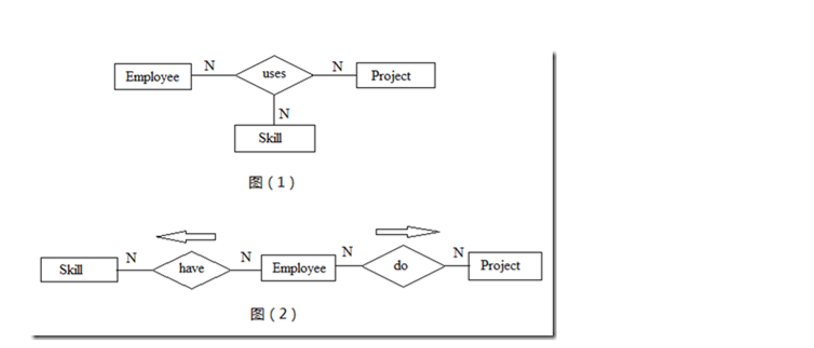 Employee N uses N Project
N
Skill
图（1）
Skill N have N Employee N do N Project
图（2）